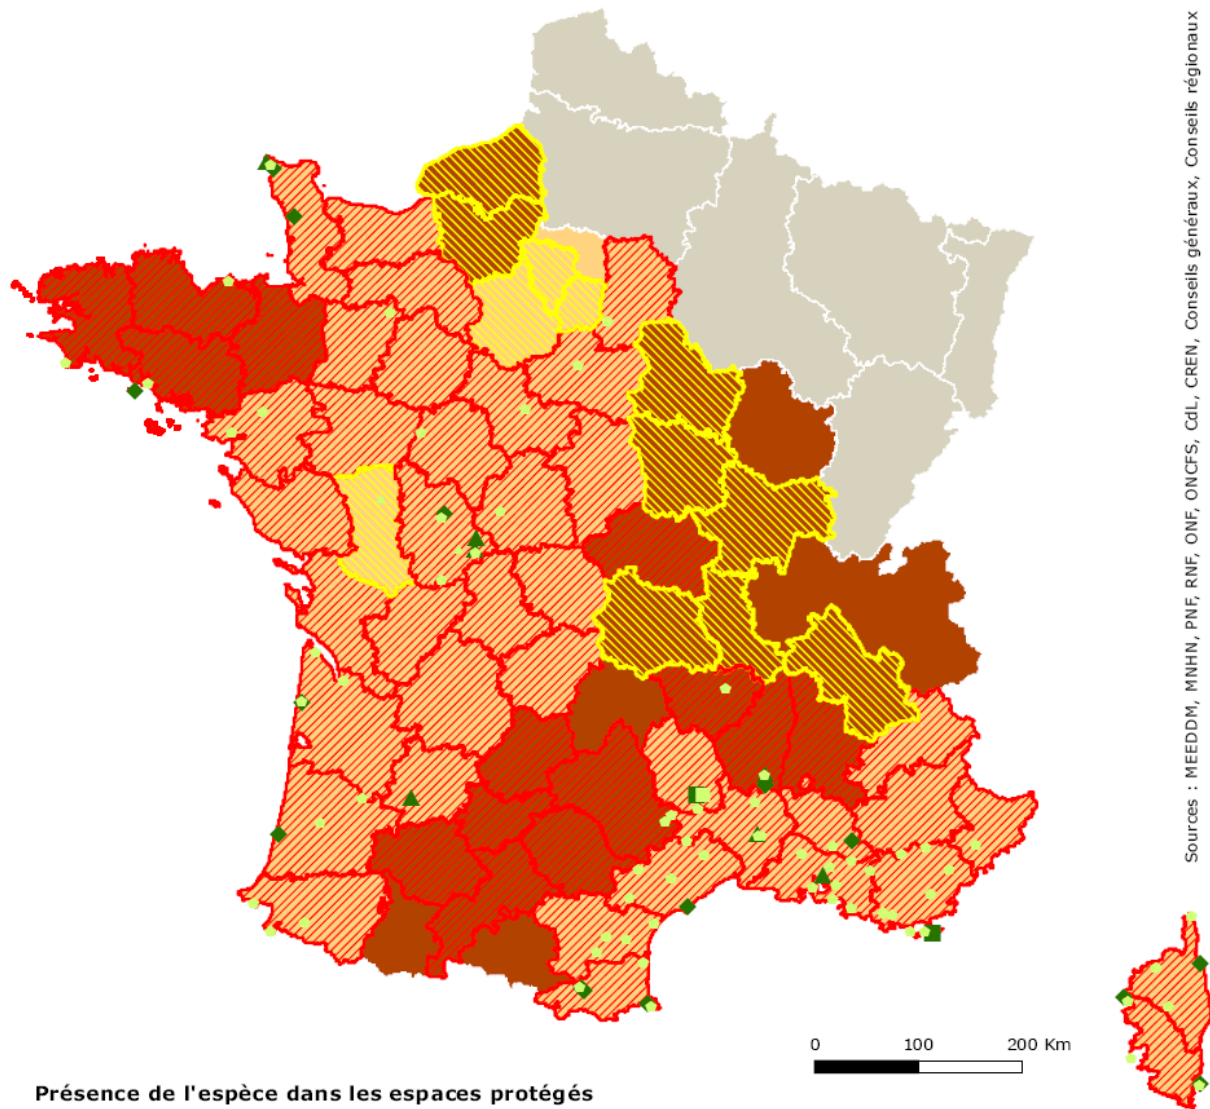 Sources : MEEDDM, MNHN, PNF, RNF, ONF, ONCFS, CdL, CREN, Conseils généraux, Conseils régionaux
0 100 200 Km
Présence de l'espèce dans les espaces protégés